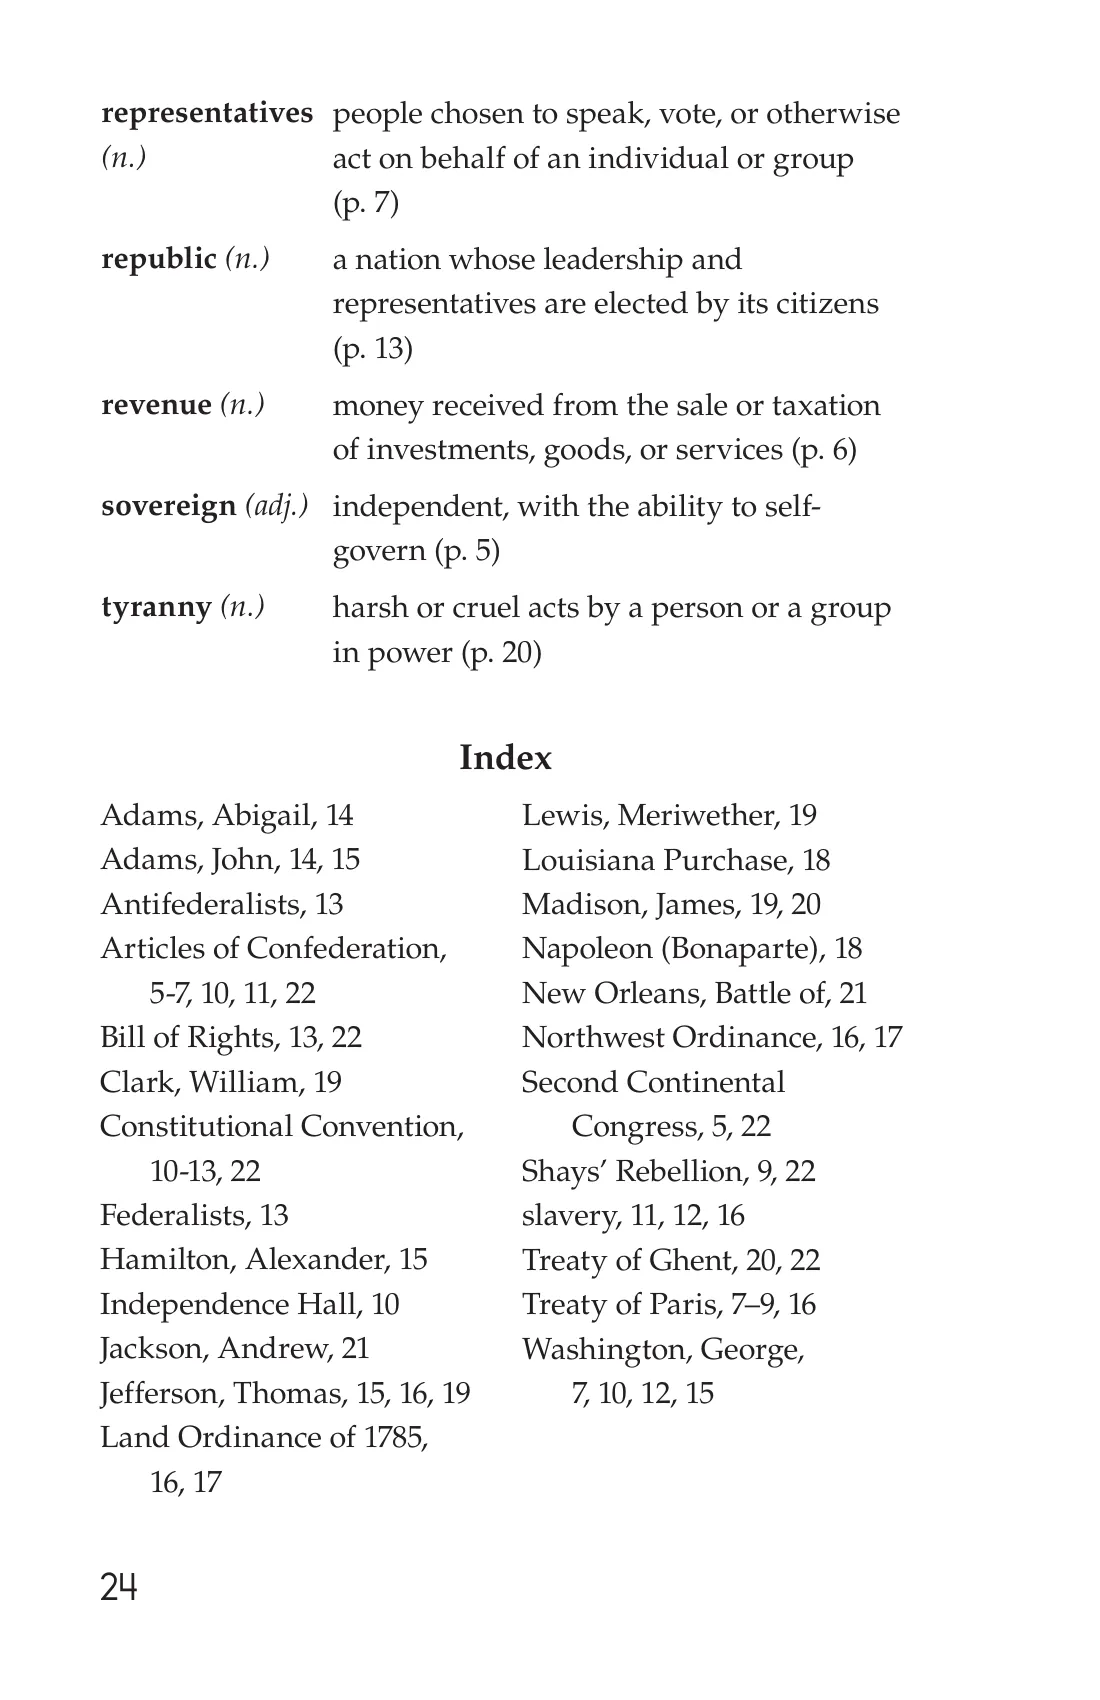 representatives people chosen to speak, vote, or otherwise
(n.) act on behalf of an individual or group
(p. 7)
republic (n.) a nation whose leadership and
representatives are elected by its citizens
(p. 13)
revenue (n.) money received from the sale or taxation
of investments, goods, or services (p. 6)
sovereign (adj.) independent, with the ability to self-
govern (p. 5)
tyranny (n.) harsh or cruel acts by a person or a group
in power (p. 20)
Index
Adams, Abigail, 14
Adams, John, 14, 15
Antifederalists, 13
Articles of Confederation,
5-7, 10, 11, 22
Bill of Rights, 13, 22
Clark, William, 19
Constitutional Convention,
10-13, 22
Federalists, 13
Hamilton, Alexander, 15
Independence Hall, 10
Jackson, Andrew, 21
Jefferson, Thomas, 15, 16, 19
Land Ordinance of 1785,
16, 17
Lewis, Meriwether, 19
Louisiana Purchase, 18
Madison, James, 19, 20
Napoleon (Bonaparte), 18
New Orleans, Battle of, 21
Northwest Ordinance, 16, 17
Second Continental
Congress, 5, 22
Shays’ Rebellion, 9, 22
slavery, 11, 12, 16
Treaty of Ghent, 20, 22
Treaty of Paris, 7–9, 16
Washington, George,
7, 10, 12, 15
24